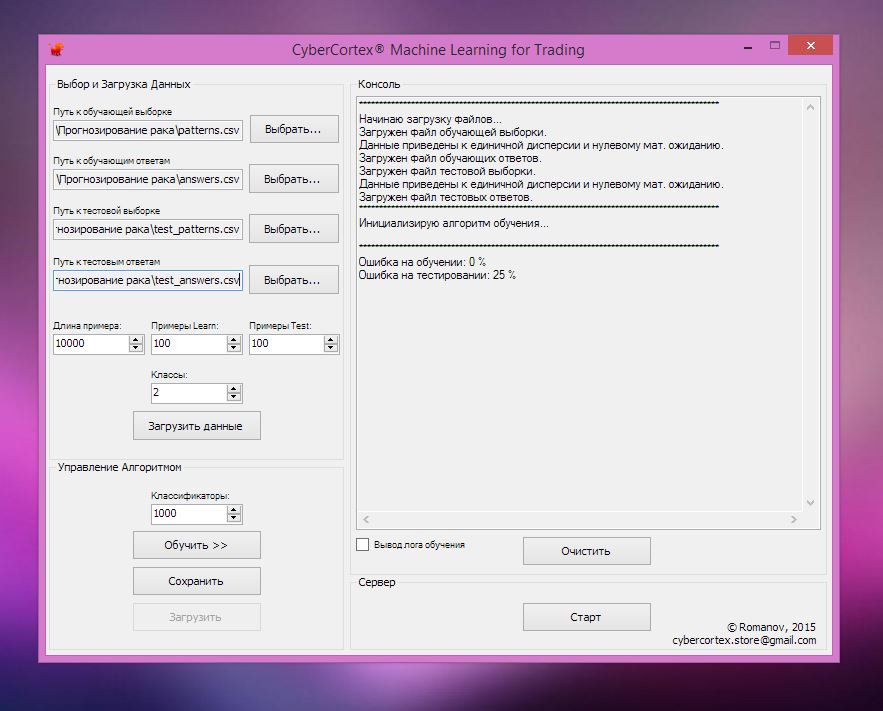 CyberCortex® Machine Learning for Trading
Выбор и Загрузка Данных
Путь к обучающей выборке
\Прогнозирование рака\patterns.csv
Выбрать...
Путь к обучающим ответам
\Прогнозирование рака\answers.csv
Выбрать...
Путь к тестовой выборке
нозирование рака\test_patterns.csv
Выбрать...
Путь к тестовым ответам
нозирование рака\test_answers.csv
Выбрать...
Длина примера:
Примеры Learn:
Примеры Test:
10000
100
100
Классы:
2
Загрузить данные
Управление Алгоритмом
Классификаторы:
1000
Обучить >>
Сохранить
Загрузить
Консоль
Начинаю загрузку файлов...
Загружен файл обучающей выборки.
Данные приведены к единичной дисперсии и нулевому мат. ожиданию.
Загружен файл обучающих ответов.
Загружен файл тестовой выборки.
Данные приведены к единичной дисперсии и нулевому мат. ожиданию.
Загружен файл тестовых ответов.
Инициализирую алгоритм обучения...
Ошибка на обучении: 0 %
Ошибка на тестировании: 25 %
Вывод лога обучения
Очистить
Сервер
Старт
© Romanov, 2015
cybercortex.store@gmail.com